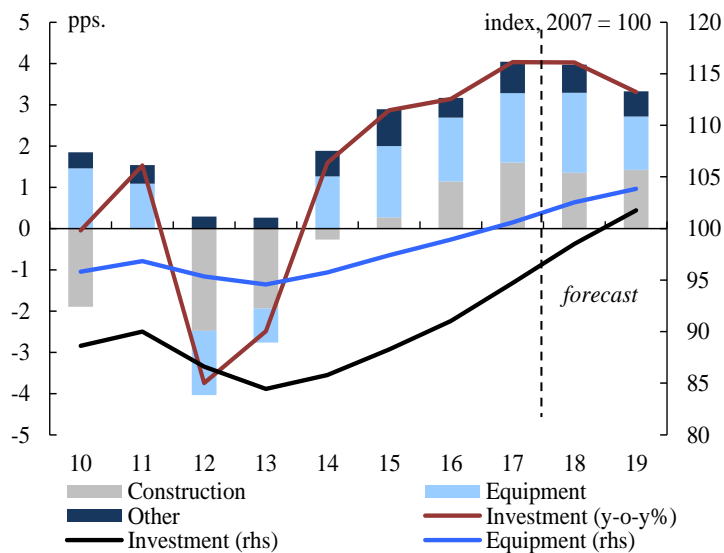 pps.
index, 2007 = 100
5
4
3
2
1
0
-1
-2
-3
-4
-5
120
115
110
105
100
95
90
85
80
forecast
10 11 12 13 14 15 16 17 18 19
Construction Equipment
Other Investment (y-o-y%)
Investment (rhs) Equipment (rhs)